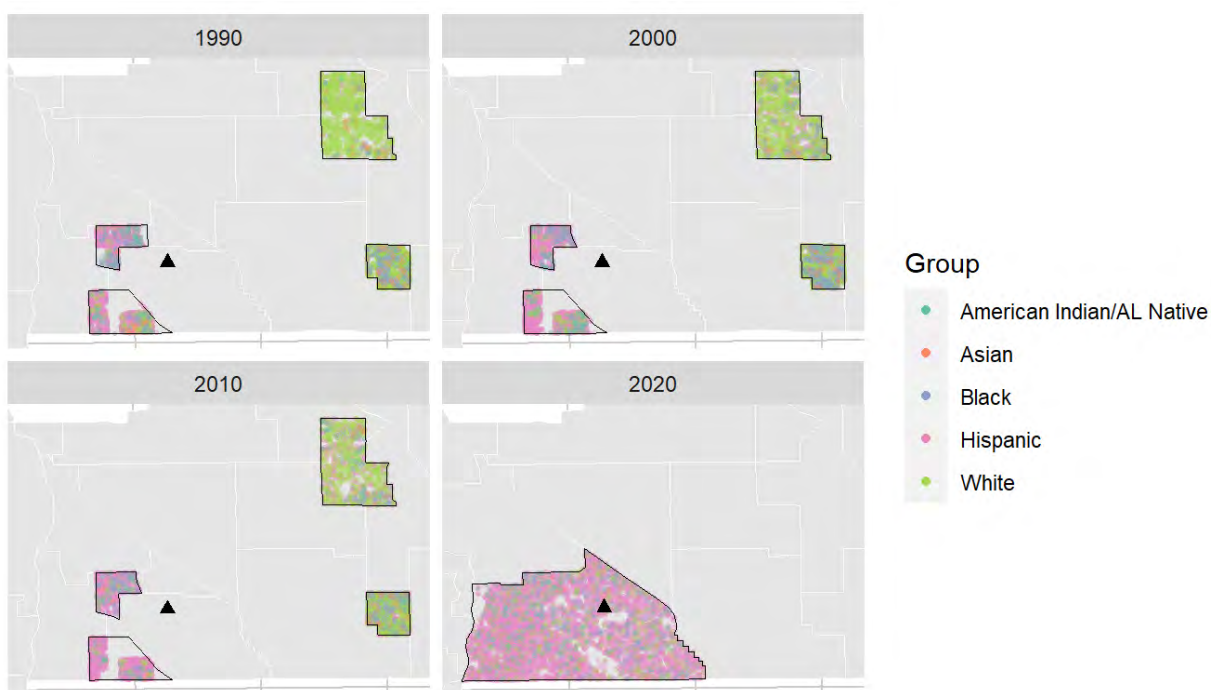 1990
2000
2010
2020
Group
American Indian/AL Native
Asian
Black
Hispanic
White